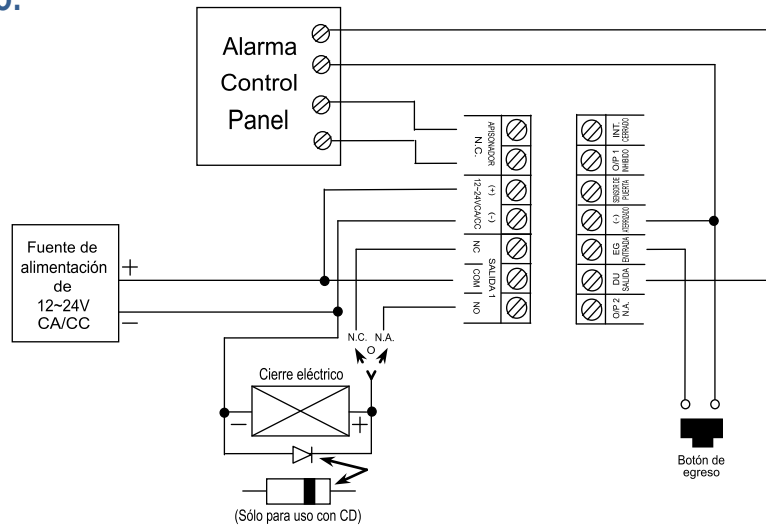 Alarma
Control
Panel
APISONADOR
N.C.
12~24VCA/CC
(+)
(-)
NC
COM
NO
SALIDA 1
INT.
CERRADO
O/P 1
INHIBIDO
SENSOR DE
PUERTA
(-)
ATERRIZADO
EG
ENTRADA
DU
SALIDA
O/P 2
N.A.
Fuente de
alimentación
de
12~24V
CA/CC
+
–
N.C. N.A.
O
Cierre eléctrico
– +
(Sólo para uso con CD)
Botón de
egreso